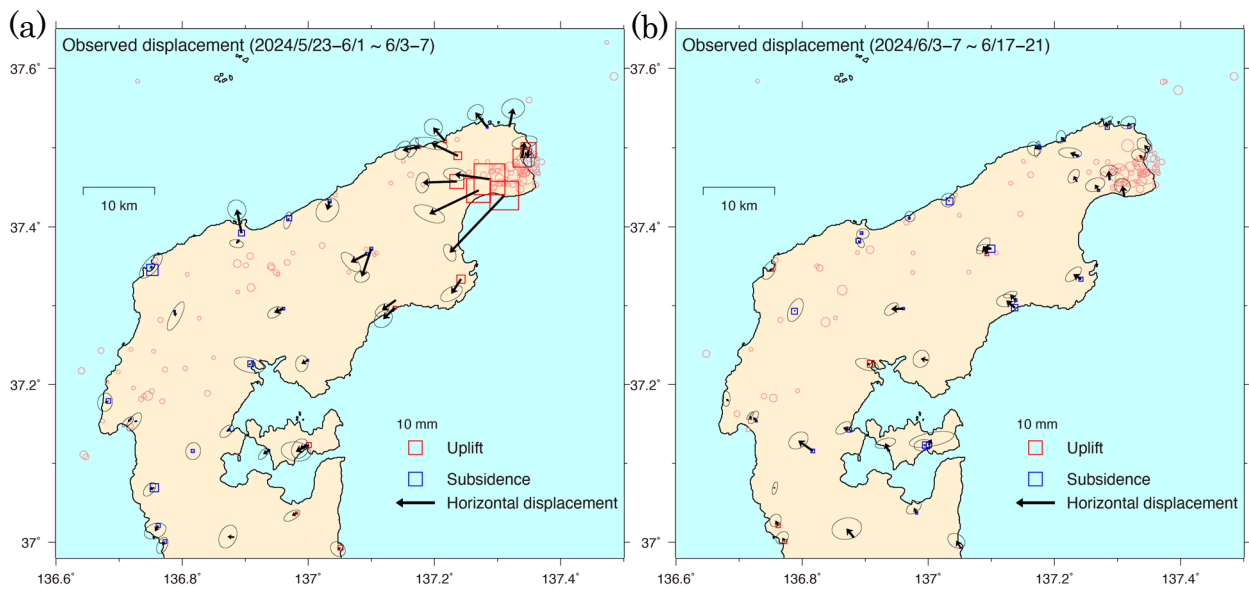 (a)
Observed displacement (2024/5/23−6/1 ~ 6/3−7)
37.6˚
37.4˚
37.2˚
37˚
10 km
10 mm
Uplift
Subsidence
Horizontal displacement
136.6˚ 136.8˚ 137˚ 137.2˚ 137.4˚
(b)
Observed displacement (2024/6/3−7 ~ 6/17−21)
37.6˚
37.4˚
37.2˚
37˚
10 km
10 mm
Uplift
Subsidence
Horizontal displacement
136.6˚ 136.8˚ 137˚ 137.2˚ 137.4˚